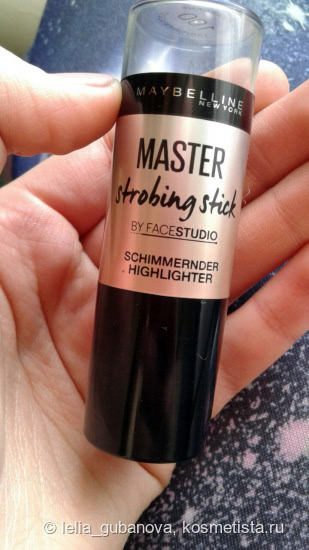 MAYBELLINE
NEW YORK
MASTER
strobing stick
BY FACESTUDIO
SCHIMMERNDER
HIGHLIGHTER
© lelia_gubanova, kosmetista.ru